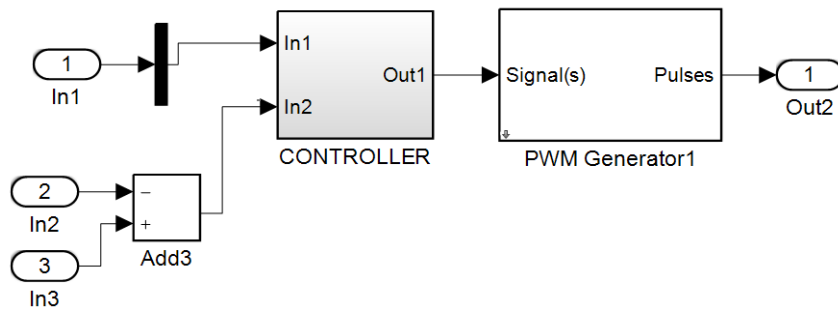 1
In1
In1
In2
Out1
CONTROLLER
Signal(s)
Pulses
PWM Generator1
1
Out2
2
In2
−
+
Add3
3
In3